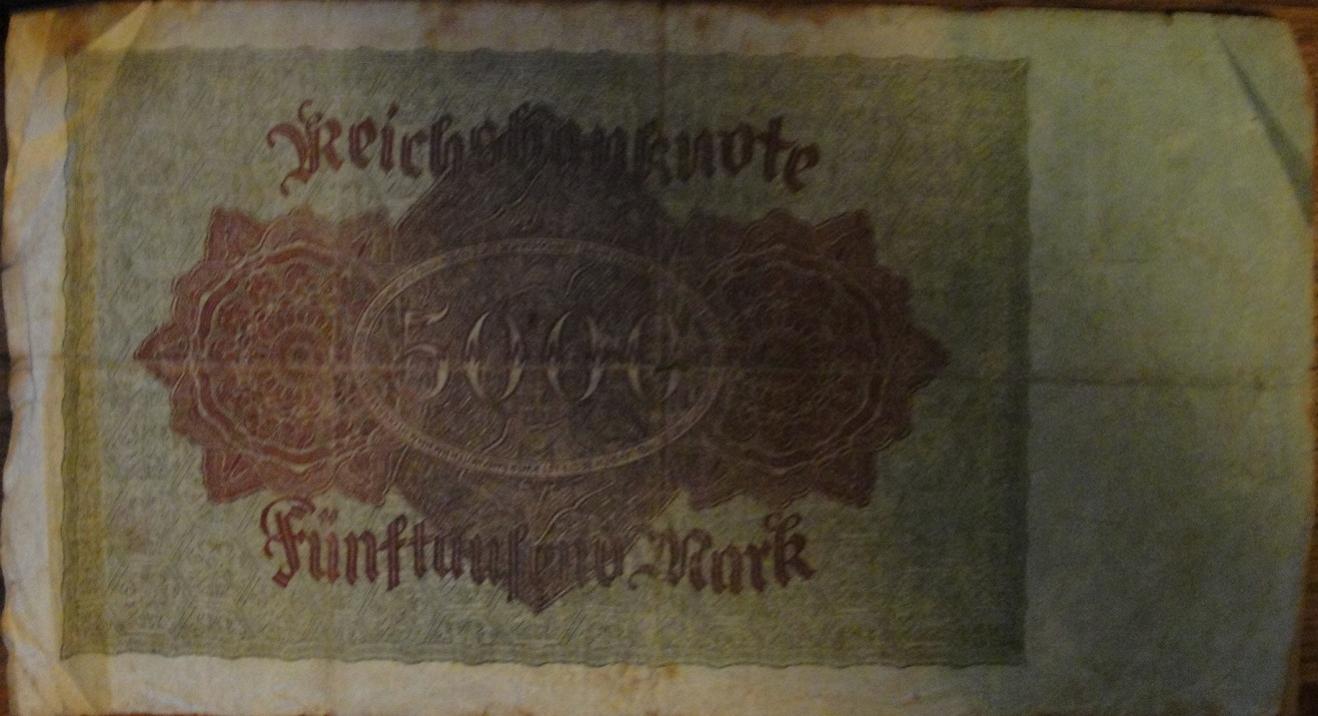 Reichsbanknote
5000
Fünftausend Mark